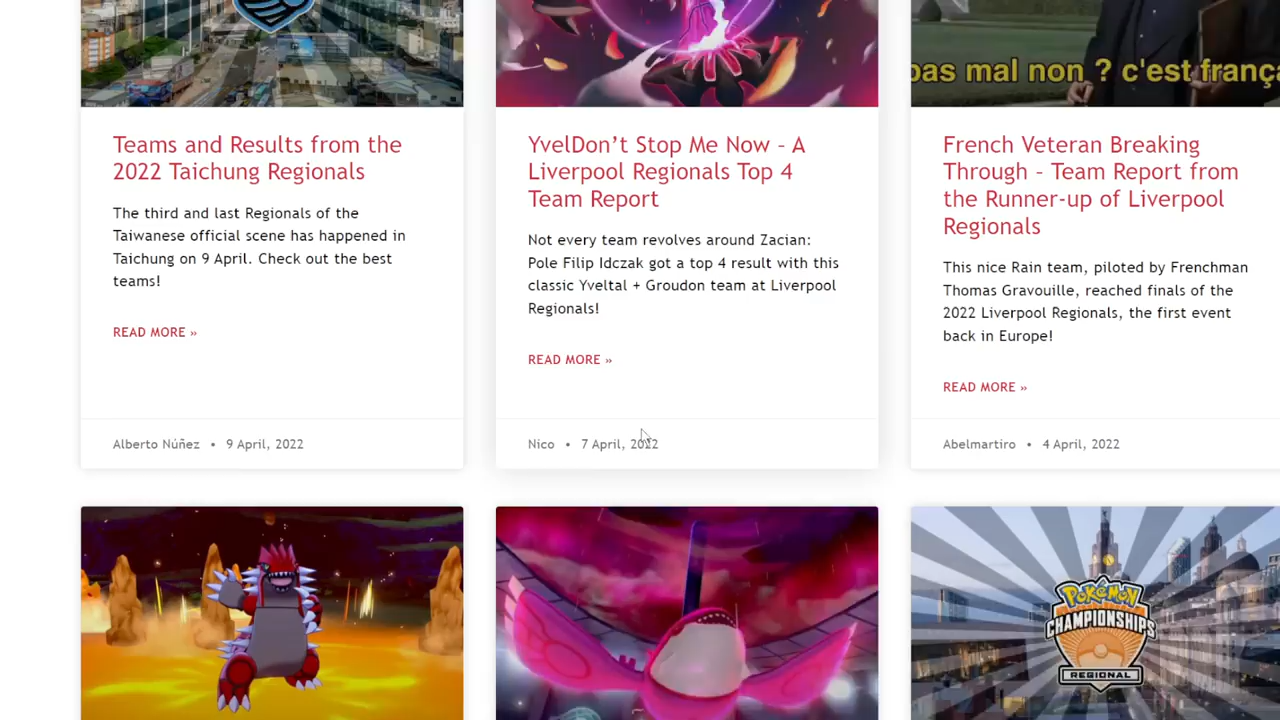 pas mal non ? c'est frança
Teams and Results from the
2022 Taichung Regionals
The third and last Regionals of the
Taiwanese official scene has happened in
Taichung on 9 April. Check out the best
teams!
READ MORE »
Alberto Núñez • 9 April, 2022
YvelDon’t Stop Me Now – A
Liverpool Regionals Top 4
Team Report
Not every team revolves around Zacian:
Pole Filip Idczak got a top 4 result with this
classic Yveltal + Groudon team at Liverpool
Regionals!
READ MORE »
Nico • 7 April, 2022
French Veteran Breaking
Through – Team Report from
the Runner-up of Liverpool
Regionals
This nice Rain team, piloted by Frenchman
Thomas Gravouille, reached finals of the
2022 Liverpool Regionals, the first event
back in Europe!
READ MORE »
Abelmartiro • 4 April, 2022
POKéMON
CHAMPIONSHIPS
REGIONAL